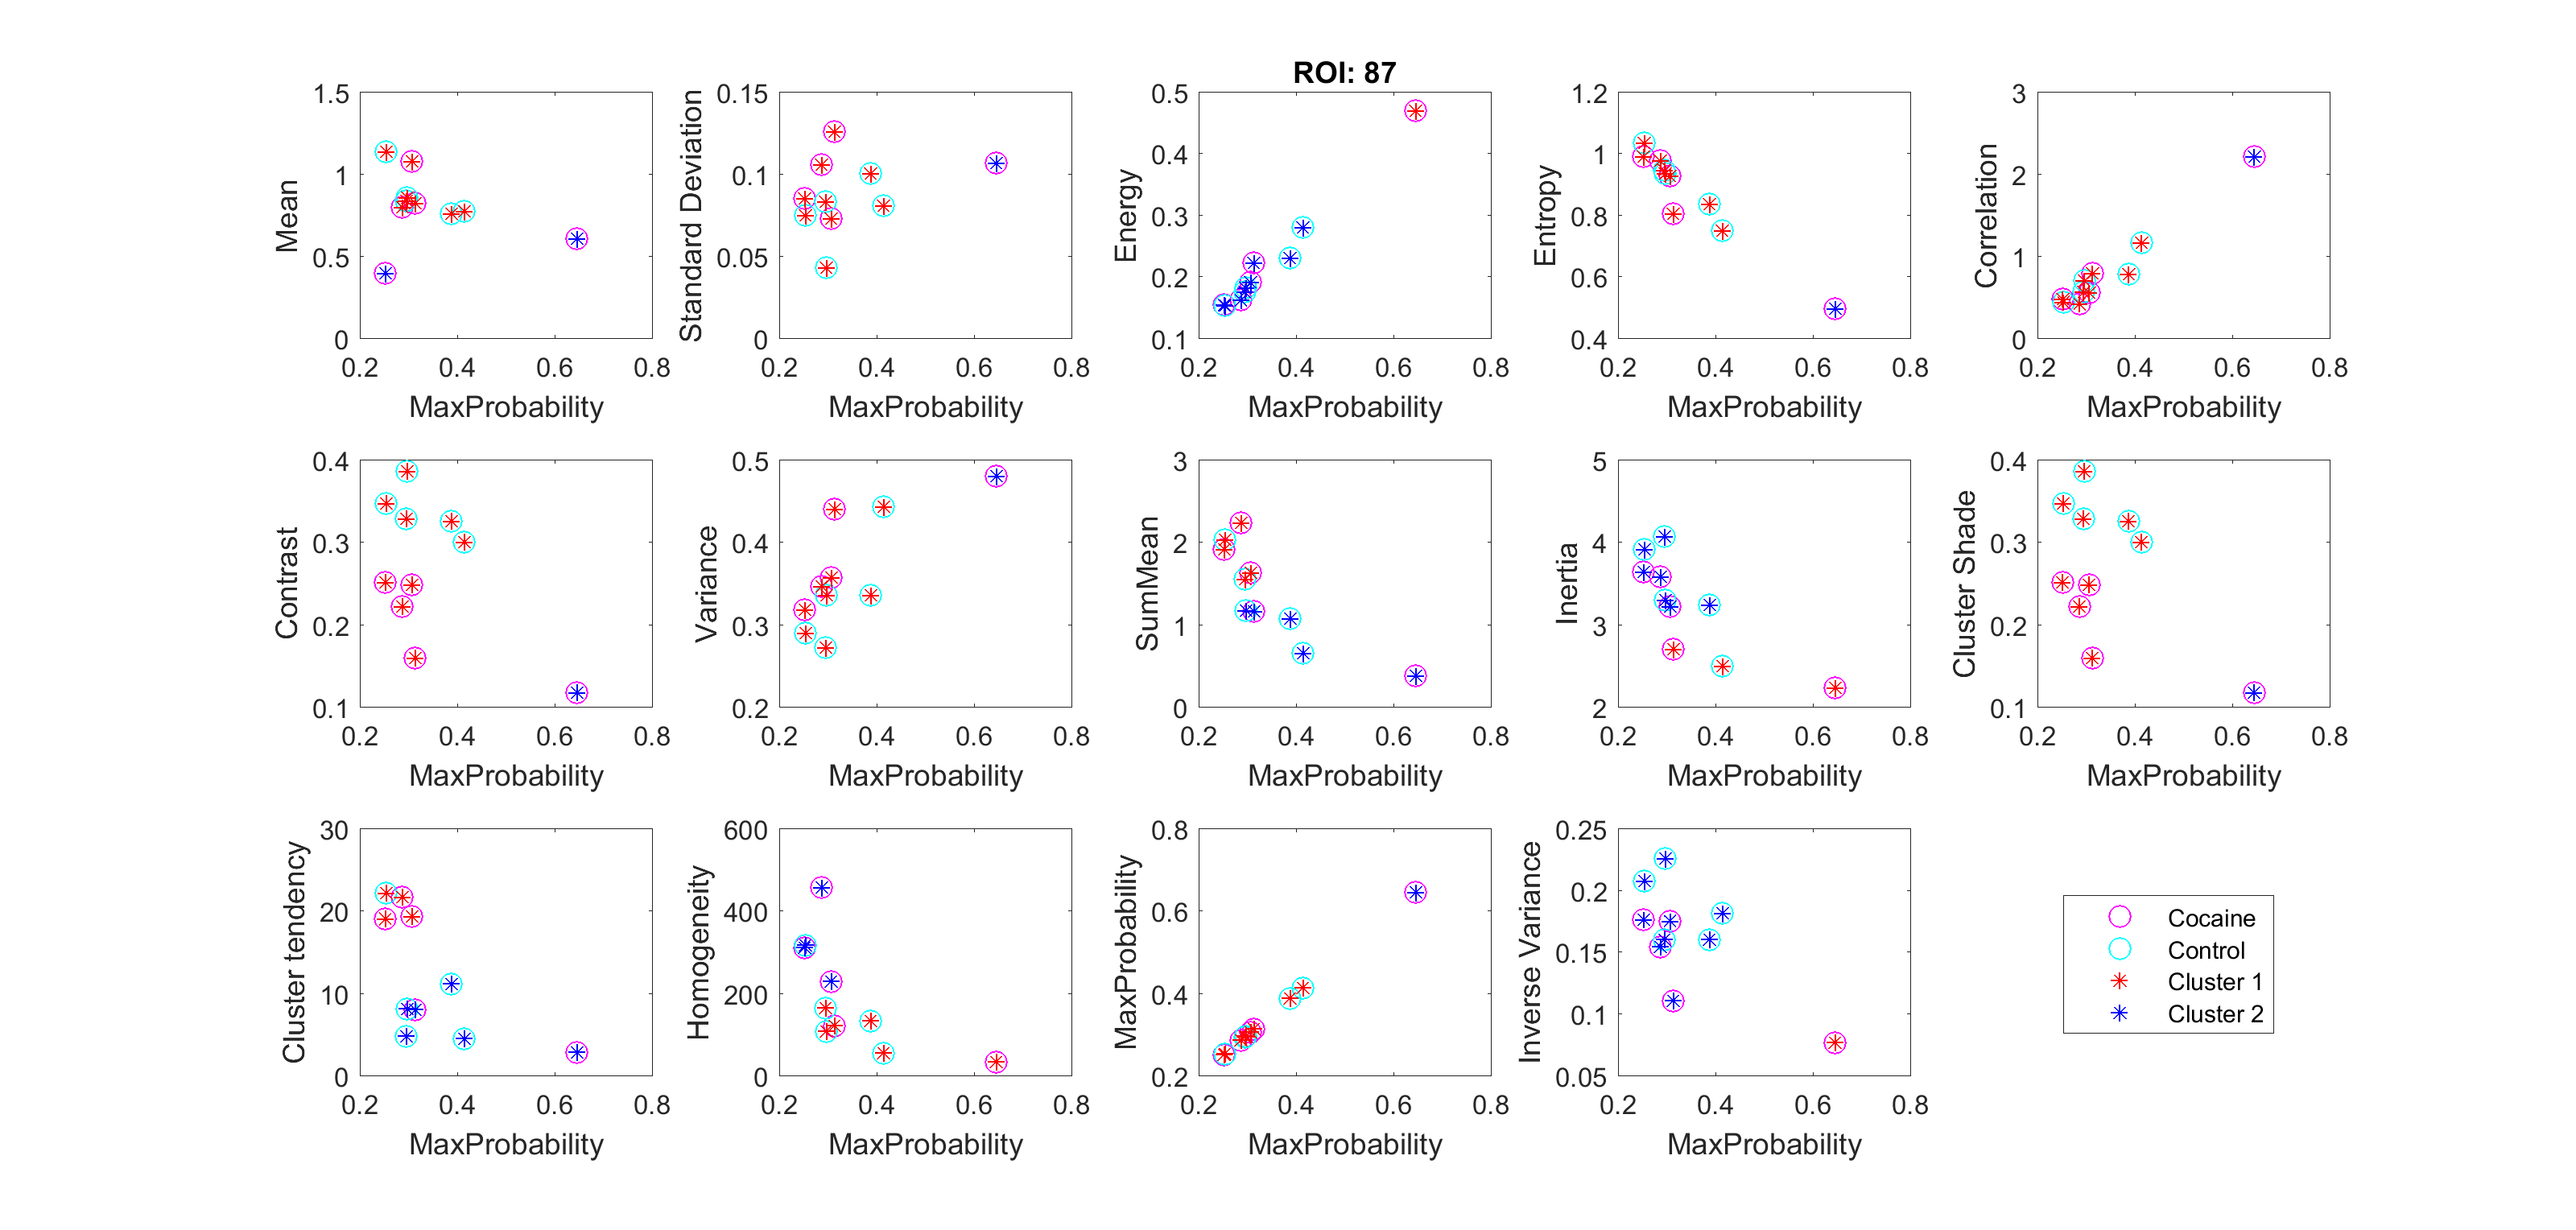 ROI: 87
1.5
1
0.5
0
Mean
0.2 0.4 0.6 0.8
MaxProbability
0.15
0.1
0.05
0
Standard Deviation
0.2 0.4 0.6 0.8
MaxProbability
0.5
0.4
0.3
0.2
0.1
Energy
0.2 0.4 0.6 0.8
MaxProbability
1.2
1
0.8
0.6
0.4
Entropy
0.2 0.4 0.6 0.8
MaxProbability
3
2
1
0
Correlation
0.2 0.4 0.6 0.8
MaxProbability
0.4
0.3
0.2
0.1
Contrast
0.2 0.4 0.6 0.8
MaxProbability
0.5
0.4
0.3
0.2
Variance
0.2 0.4 0.6 0.8
MaxProbability
3
2
1
0
SumMean
0.2 0.4 0.6 0.8
MaxProbability
5
4
3
2
Inertia
0.2 0.4 0.6 0.8
MaxProbability
0.4
0.3
0.2
0.1
Cluster Shade
0.2 0.4 0.6 0.8
MaxProbability
30
20
10
0
Cluster tendency
0.2 0.4 0.6 0.8
MaxProbability
600
400
200
0
Homogeneity
0.2 0.4 0.6 0.8
MaxProbability
0.8
0.6
0.4
0.2
MaxProbability
0.2 0.4 0.6 0.8
MaxProbability
0.25
0.2
0.15
0.1
0.05
Inverse Variance
0.2 0.4 0.6 0.8
MaxProbability
Cocaine
Control
Cluster 1
Cluster 2